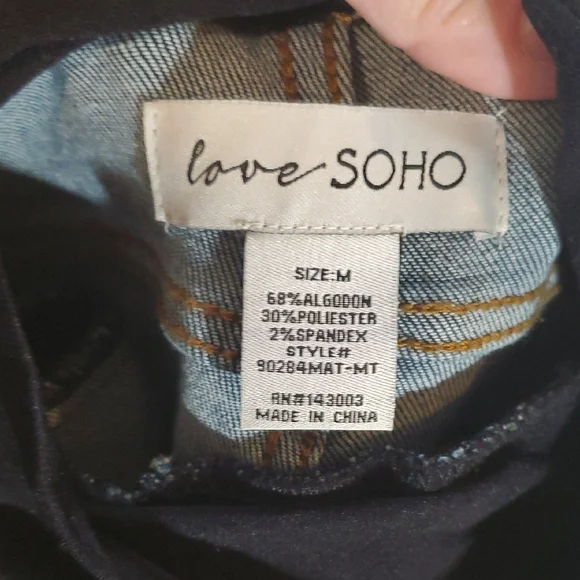 love SOHO
SIZE:M
68%ALGODON
30%POLIESTER
2%SPANDEX
STYLE#
90284MAT-MT
RN#143003
MADE IN CHINA